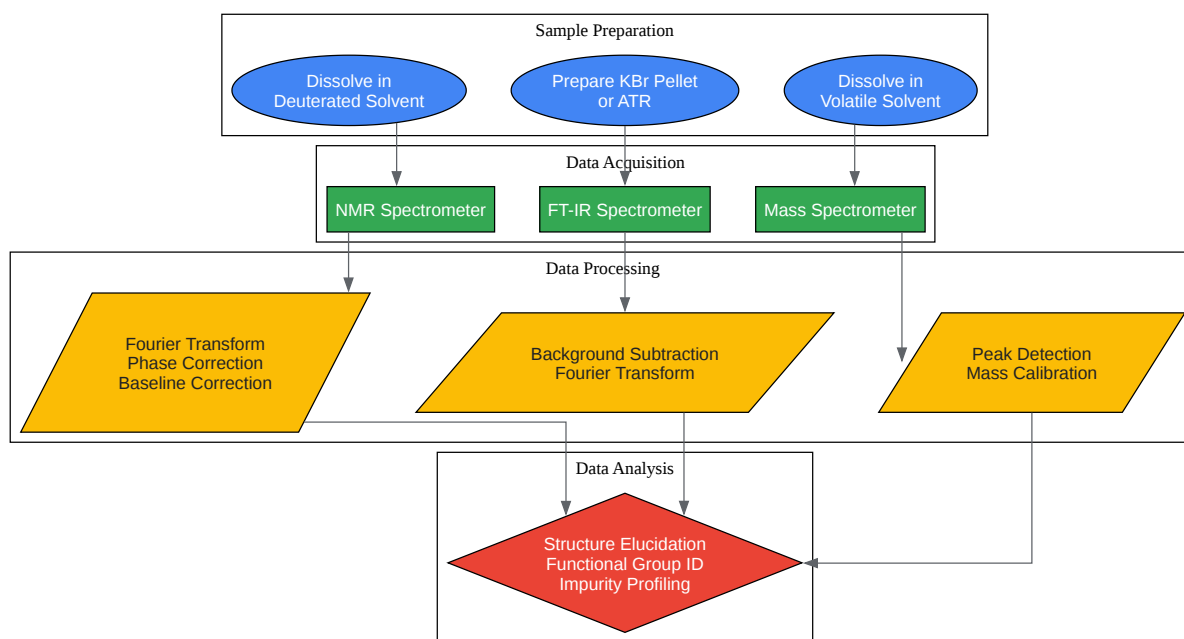 Sample Preparation
Dissolve in
Deuterated Solvent
Prepare KBr Pellet
or ATR
Dissolve in
Volatile Solvent
Data Acquisition
NMR Spectrometer
FT-IR Spectrometer
Mass Spectrometer
Data Processing
Fourier Transform
Phase Correction
Baseline Correction
Background Subtraction
Fourier Transform
Peak Detection
Mass Calibration
Data Analysis
Structure Elucidation
Functional Group ID
Impurity Profiling